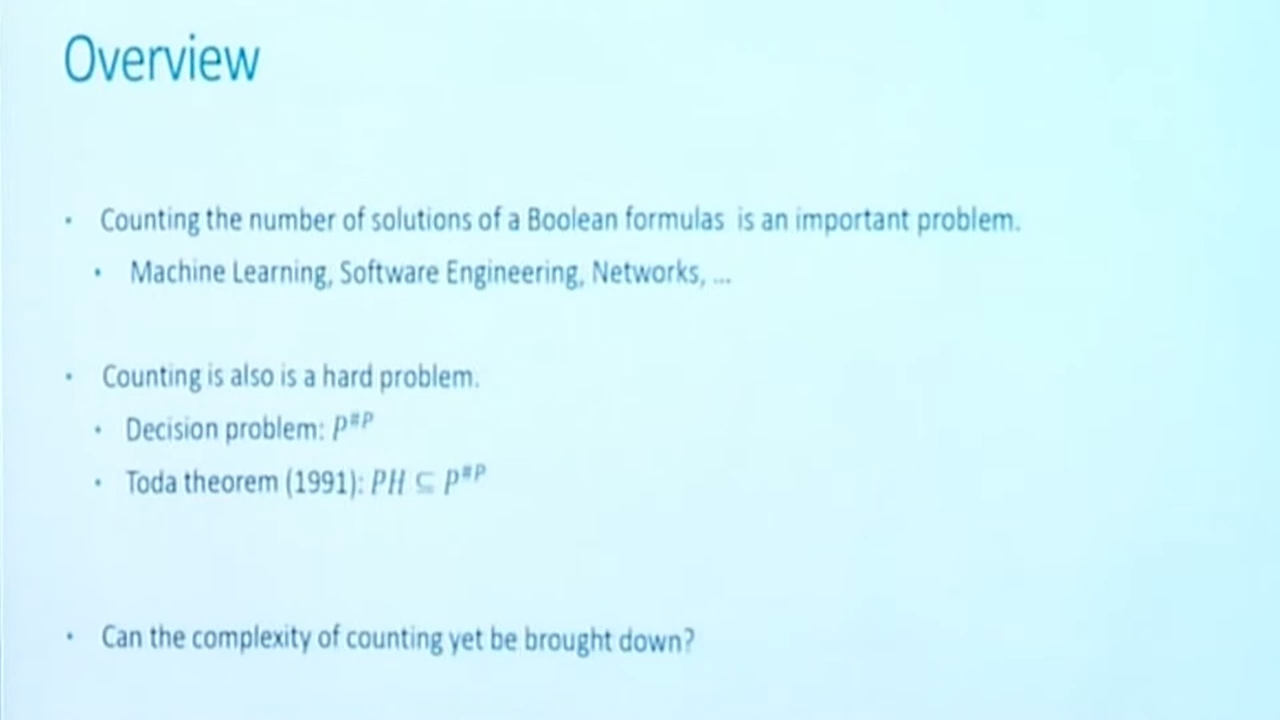 Overview
• Counting the number of solutions of a Boolean formulas is an important problem.
• Machine Learning, Software Engineering, Networks, ...
• Counting is also is a hard problem.
• Decision problem: P^{#P}
• Toda theorem (1991): PH ⊆ P^{#P}
• Can the complexity of counting yet be brought down?